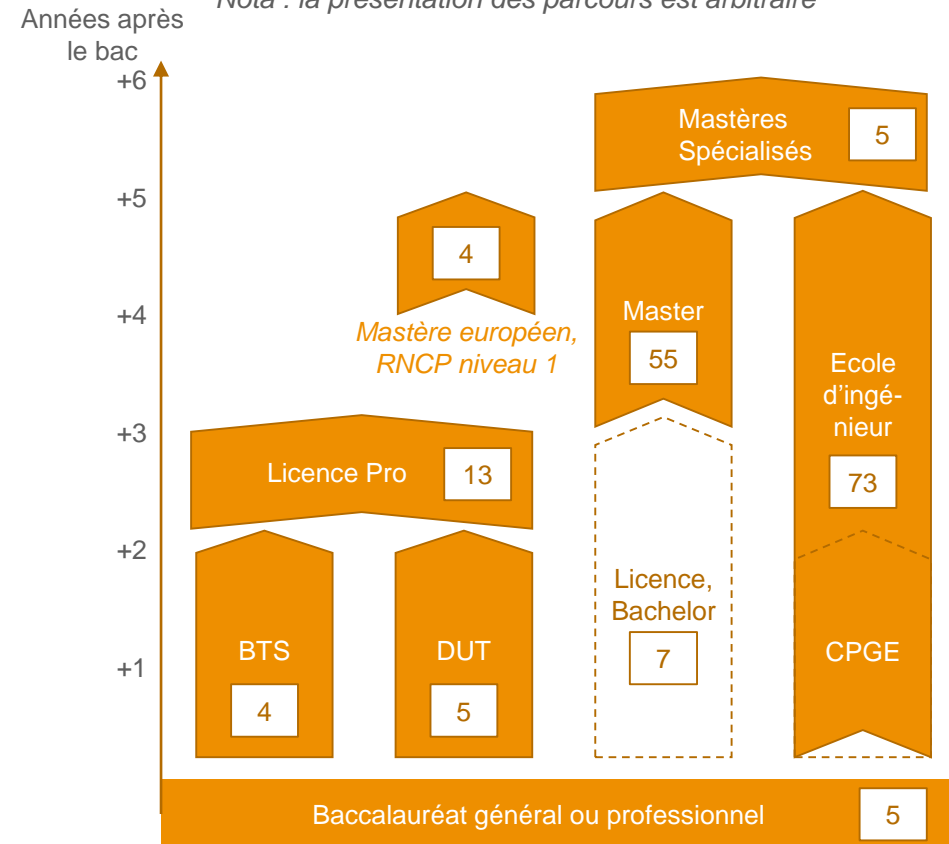 Nota : la présentation des parcours est arbitraire
Années après
le bac
+6
+5
+4
+3
+2
+1
Mastères
Spécialisés
5
4
Mastère européen,
RNCP niveau 1
Master
55
Ecole
d'ingé-
nieur
73
Licence Pro
13
Licence,
Bachelor
7
BTS
4
DUT
5
CPGE
Baccalauréat général ou professionnel
5